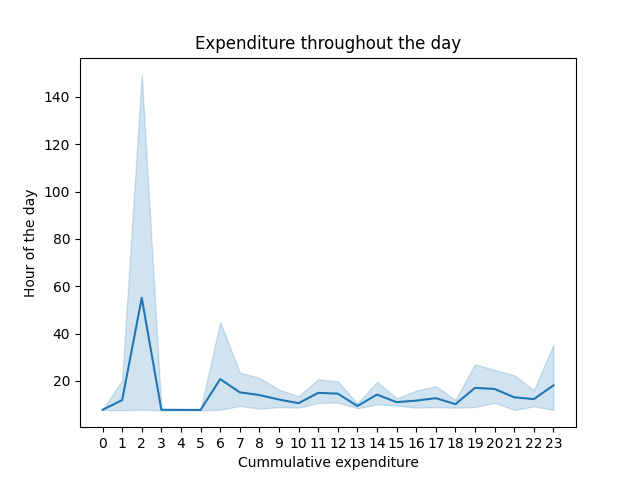 Expenditure throughout the day
Hour of the day
140
120
100
80
60
40
20
0 1 2 3 4 5 6 7 8 9 10 11 12 13 14 15 16 17 18 19 20 21 22 23
Cummulative expenditure